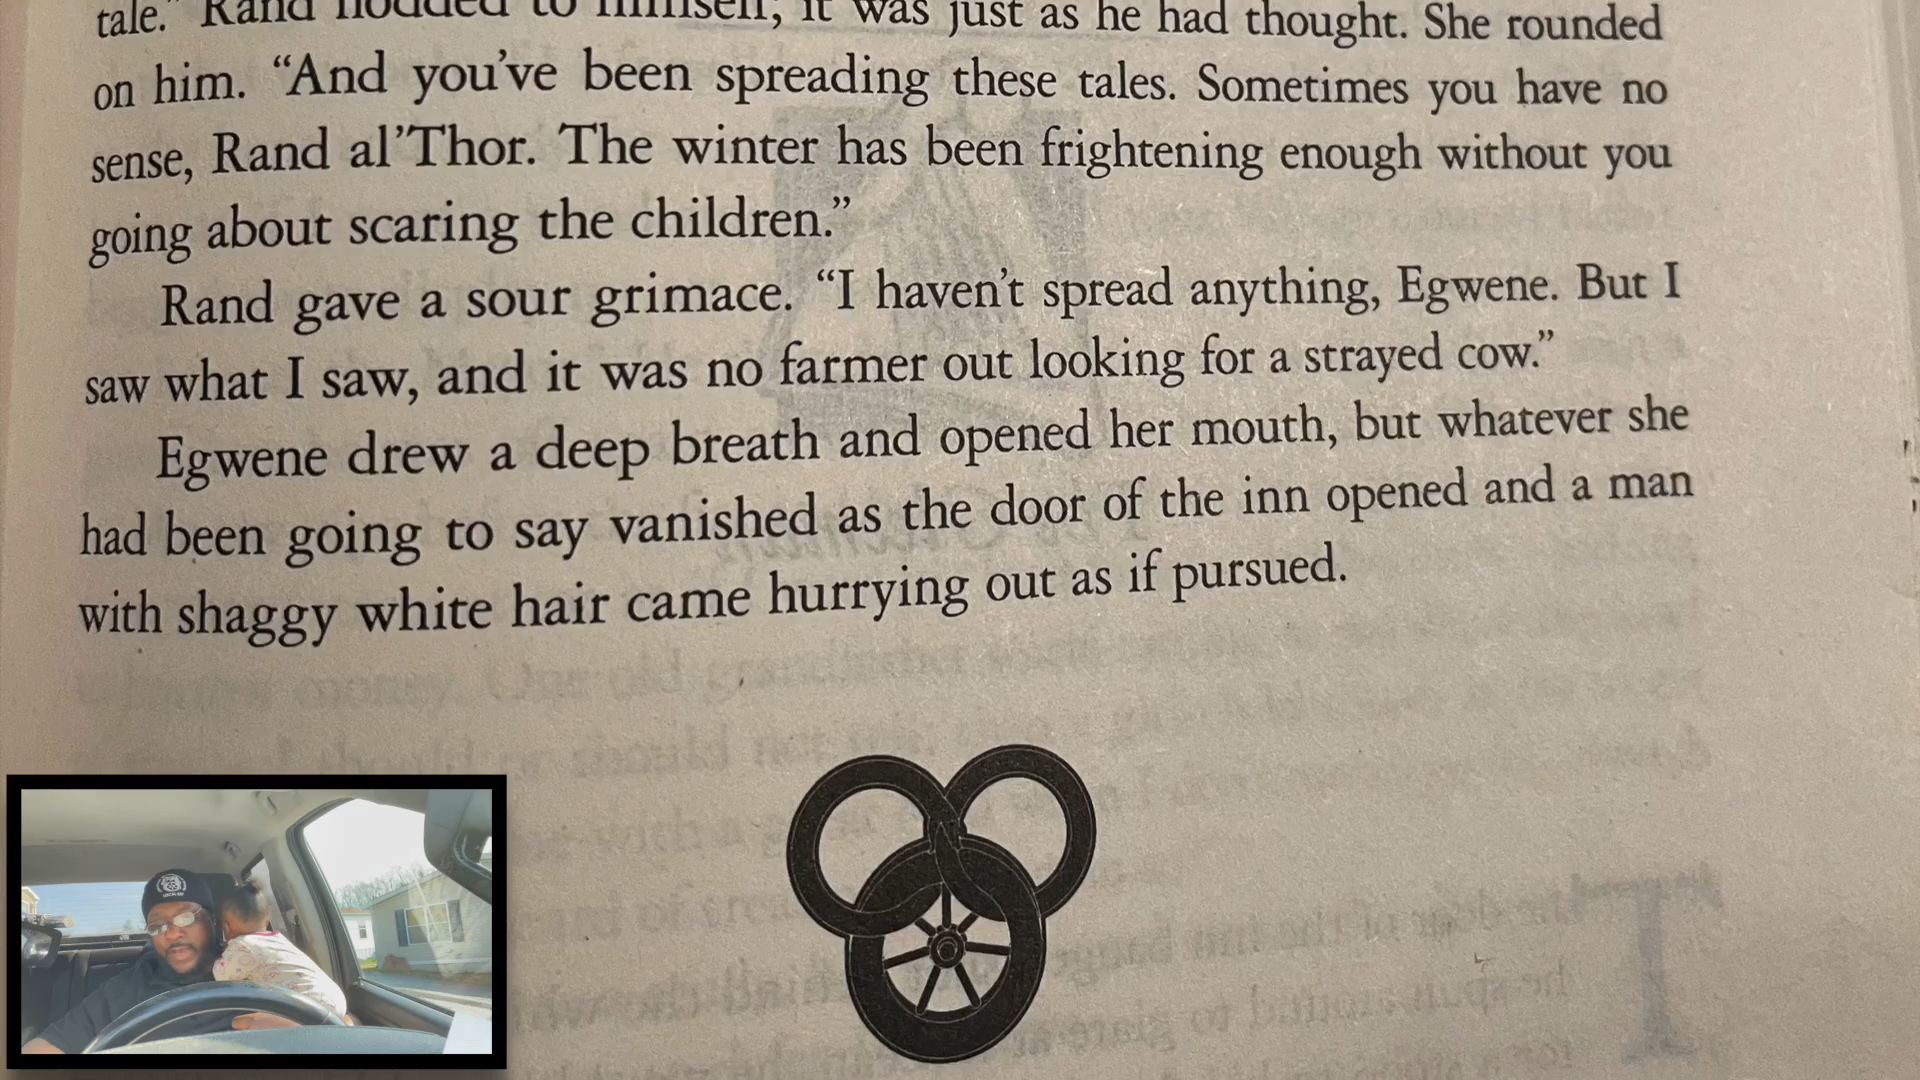 tale.” Rand nodded to himself; it was just as he had thought. She rounded
on him. “And you’ve been spreading these tales. Sometimes you have no
sense, Rand al’Thor. The winter has been frightening enough without you
going about scaring the children.”
Rand gave a sour grimace. “I haven’t spread anything, Egwene. But I
saw what I saw, and it was no farmer out looking for a strayed cow.”
Egwene drew a deep breath and opened her mouth, but whatever she
had been going to say vanished as the door of the inn opened and a man
with shaggy white hair came hurrying out as if pursued.